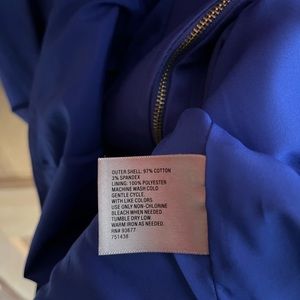 OUTER SHELL: 97% COTTON
3% SPANDEX
LINING: 100% POLYESTER
MACHINE WASH COLD
GENTLE CYCLE.
WITH LIKE COLORS.
USE ONLY NON-CHLORINE
BLEACH WHEN NEEDED.
TUMBLE DRY LOW
WARM IRON AS NEEDED.
RN# 93677
751438